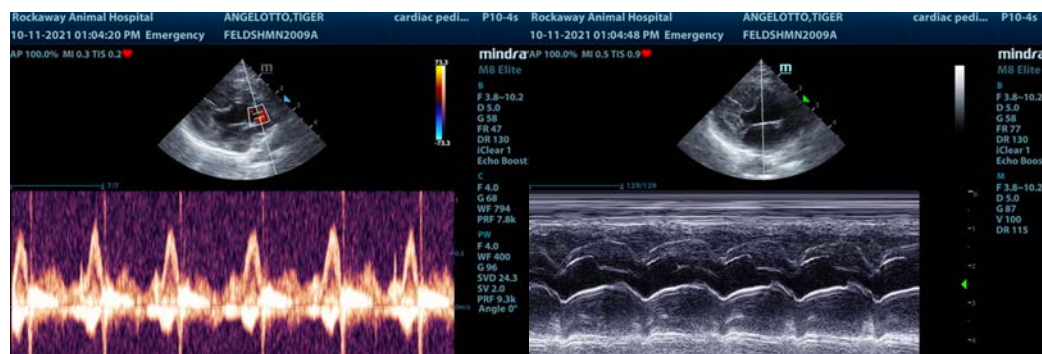 Rockaway Animal Hospital ANGELOTTO,TIGER cardiac pedi... P10-4s
10-11-2021 01:04:20 PM Emergency FELDSHMN2009A
AP 100.0% MI 0.3 TIS 0.2
mindra
M8 Elite
m
73.3
-73.3
B
F 3.8~10.2
D 5.0
G 58
FR 47
DR 130
iClear 1
Echo Boost
C
F 4.0
G 68
WF 794
PRF 7.8k
PW
F 4.0
WF 400
G 96
SVD 24.3
SV 2.0
PRF 9.3k
Angle 0°
7/7
Rockaway Animal Hospital ANGELOTTO,TIGER cardiac pedi... P10-4s
10-11-2021 01:04:48 PM Emergency FELDSHMN2009A
AP 100.0% MI 0.5 TIS 0.9
mindra
M8 Elite
m
B
F 3.8~10.2
D 5.0
G 58
FR 77
DR 130
iClear 1
Echo Boost
M
F 3.8~10.2
D 5.0
G 87
V 100
DR 115
129/129